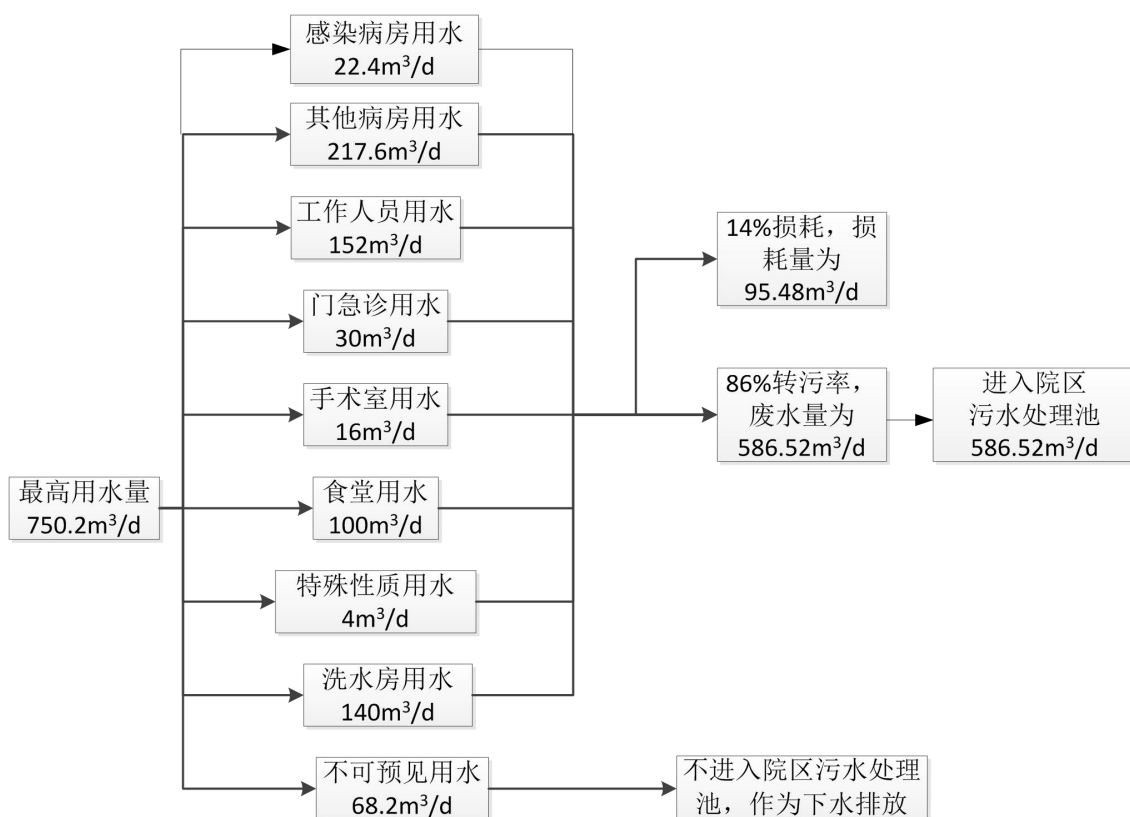 感染病房用水
22.4m³/d
其他病房用水
217.6m³/d
工作人员用水
152m³/d
门急诊用水
30m³/d
手术室用水
16m³/d
食堂用水
100m³/d
特殊性质用水
4m³/d
洗水房用水
140m³/d
不可预见用水
68.2m³/d
最高用水量
750.2m³/d
14%损耗，损
耗量为
95.48m³/d
86%转污率，
废水量为
586.52m³/d
进入院区
污水处理池
586.52m³/d
不进入院区污水处理
池，作为下水排放